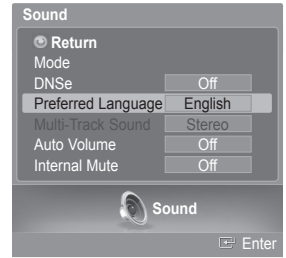 Sound
Return
Mode
DNSe Off
Preferred Language English
Multi-Track Sound Stereo
Auto Volume Off
Internal Mute Off
Sound
Enter